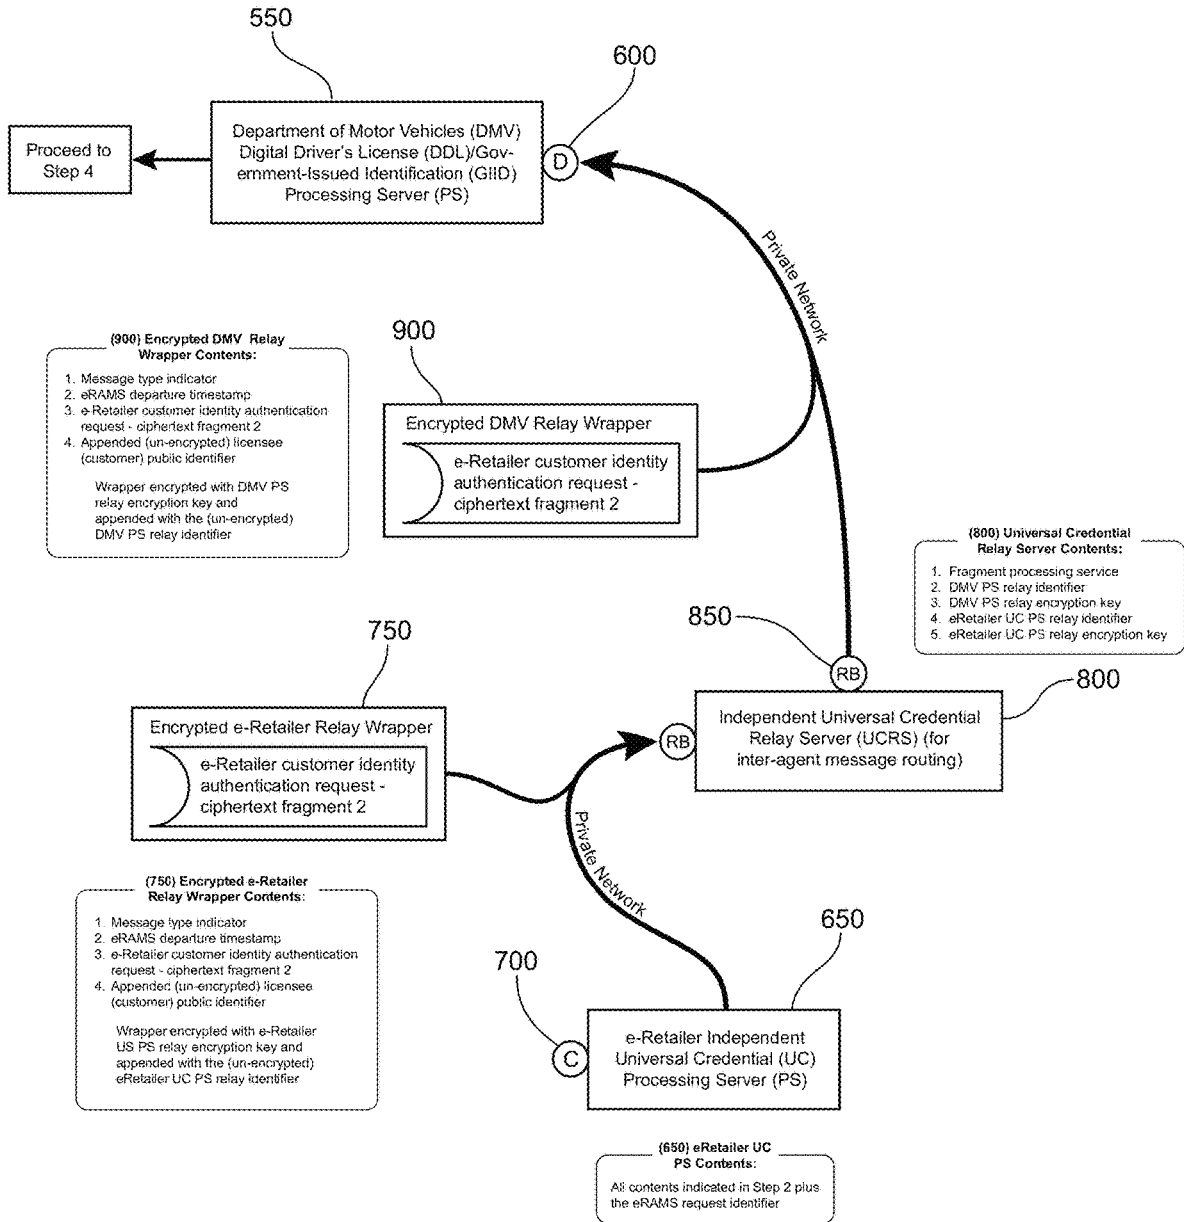 550
600
Department of Motor Vehicles (DMV)
Digital Driver's License (DDL)/Gov-
ernment-Issued Identification (GIID)
Processing Server (PS)
D
Proceed to
Step 4
Private Network
(900) Encrypted DMV Relay
Wrapper Contents:
1. Message type indicator
2. eRAMS departure timestamp
3. e-Retailer customer identity authentication
request - ciphertext fragment 2
4. Appended (un-encrypted) licensee
(customer) public identifier
Wrapper encrypted with DMV PS
relay encryption key and
appended with the (un-encrypted)
DMV PS relay identifier
900
Encrypted DMV Relay Wrapper
e-Retailer customer identity
authentication request -
ciphertext fragment 2
(800) Universal Credential
Relay Server Contents:
1. Fragment processing service
2. DMV PS relay identifier
3. DMV PS relay encryption key
4. eRetailer UC PS relay identifier
5. eRetailer UC PS relay encryption key
850
RB
800
750
Encrypted e-Retailer Relay Wrapper
e-Retailer customer identity
authentication request -
ciphertext fragment 2
RB
Independent Universal Credential
Relay Server (UCRS) (for
inter-agent message routing)
Private Network
(750) Encrypted e-Retailer
Relay Wrapper Contents:
1. Message type indicator
2. eRAMS departure timestamp
3. e-Retailer customer identity authentication
request - ciphertext fragment 2
4. Appended (un-encrypted) licensee
(customer) public identifier
Wrapper encrypted with e-Retailer
US PS relay encryption key and
appended with the (un-encrypted)
eRetailer UC PS relay identifier
650
700
C
e-Retailer Independent
Universal Credential (UC)
Processing Server (PS)
(650) eRetailer UC
PS Contents:
All contents indicated in Step 2 plus
the eRAMS request identifier